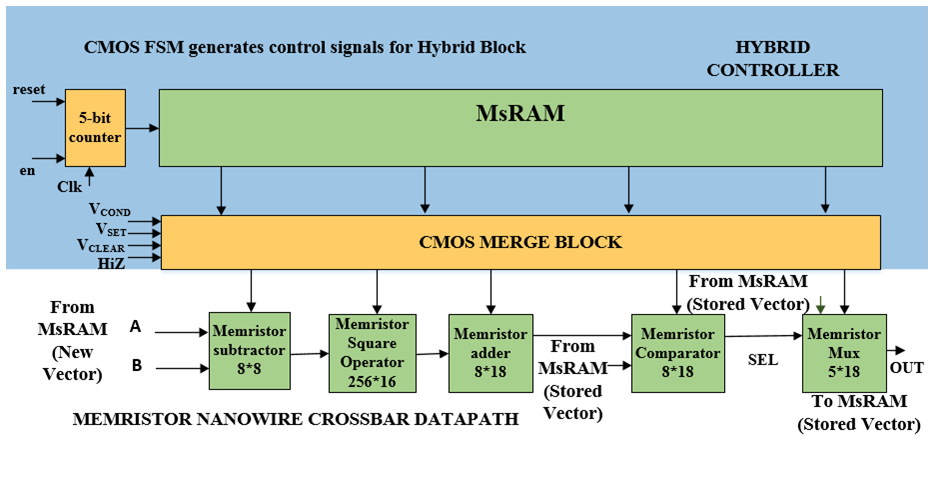 CMOS FSM generates control signals for Hybrid Block
HYBRID
CONTROLLER
reset
5-bit
counter
MsRAM
en
Clk
VCOND
VSET
VCLEAR
HiZ
CMOS MERGE BLOCK
From MsRAM
(Stored Vector)
From
MsRAM
(New
Vector)
A
B
Memristor
subtractor
8*8
Memristor
Square
Operator
256*16
Memristor
adder
8*18
From
MsRAM
(Stored
Vector)
Memristor
Comparator
8*18
SEL
Memristor
Mux
5*18
OUT
To MsRAM
(Stored Vector)
MEMRISTOR NANOWIRE CROSSBAR DATAPATH